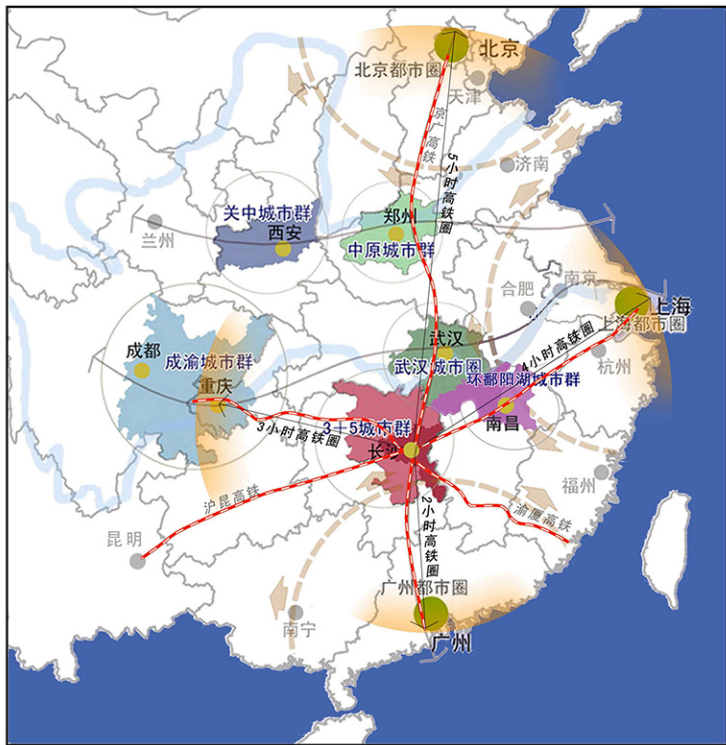 北京
北京都市圈
天津
京广高铁
5小时高铁圈
济南
关中城市群
西安
郑州
中原城市群
兰州
南京
合肥
上海
上海都市圈
武汉
武汉城市圈
4小时高铁圈
杭州
成都
成渝城市群
重庆
环鄱阳湖城市群
南昌
3小时高铁圈
3+5城市群
长沙
福州
沪昆高铁
渝厦高铁
昆明
2小时高铁圈
广州都市圈
南宁
广州